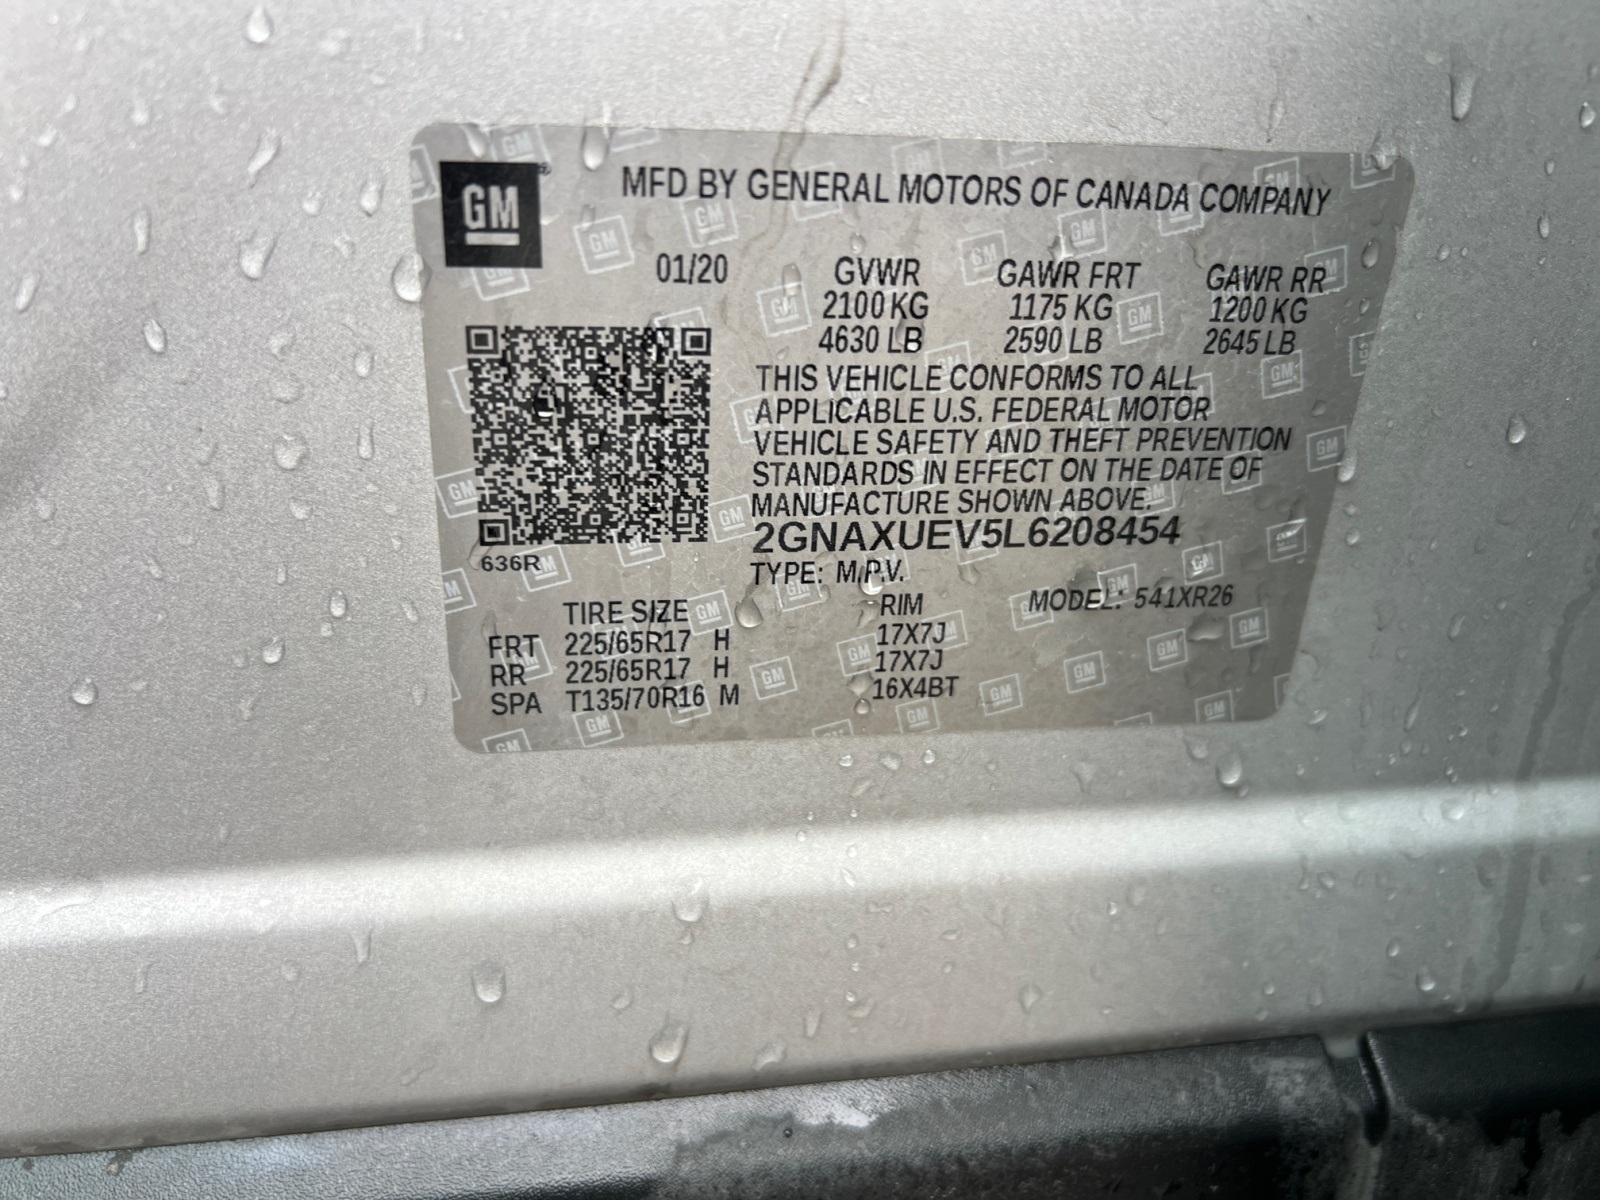 GM
MFD BY GENERAL MOTORS OF CANADA COMPANY
01/20 GVWR GAWR FRT GAWR RR
2100 KG 1175 KG 1200 KG
4630 LB 2590 LB 2645 LB
THIS VEHICLE CONFORMS TO ALL
APPLICABLE U.S. FEDERAL MOTOR
VEHICLE SAFETY AND THEFT PREVENTION
STANDARDS IN EFFECT ON THE DATE OF
MANUFACTURE SHOWN ABOVE.
2GNAXUEV5L6208454
636R
TYPE: M.P.V.
TIRE SIZE RIM MODEL: 541XR26
FRT 225/65R17 H 17X7J
RR 225/65R17 H 17X7J
SPA T135/70R16 M 16X4BT